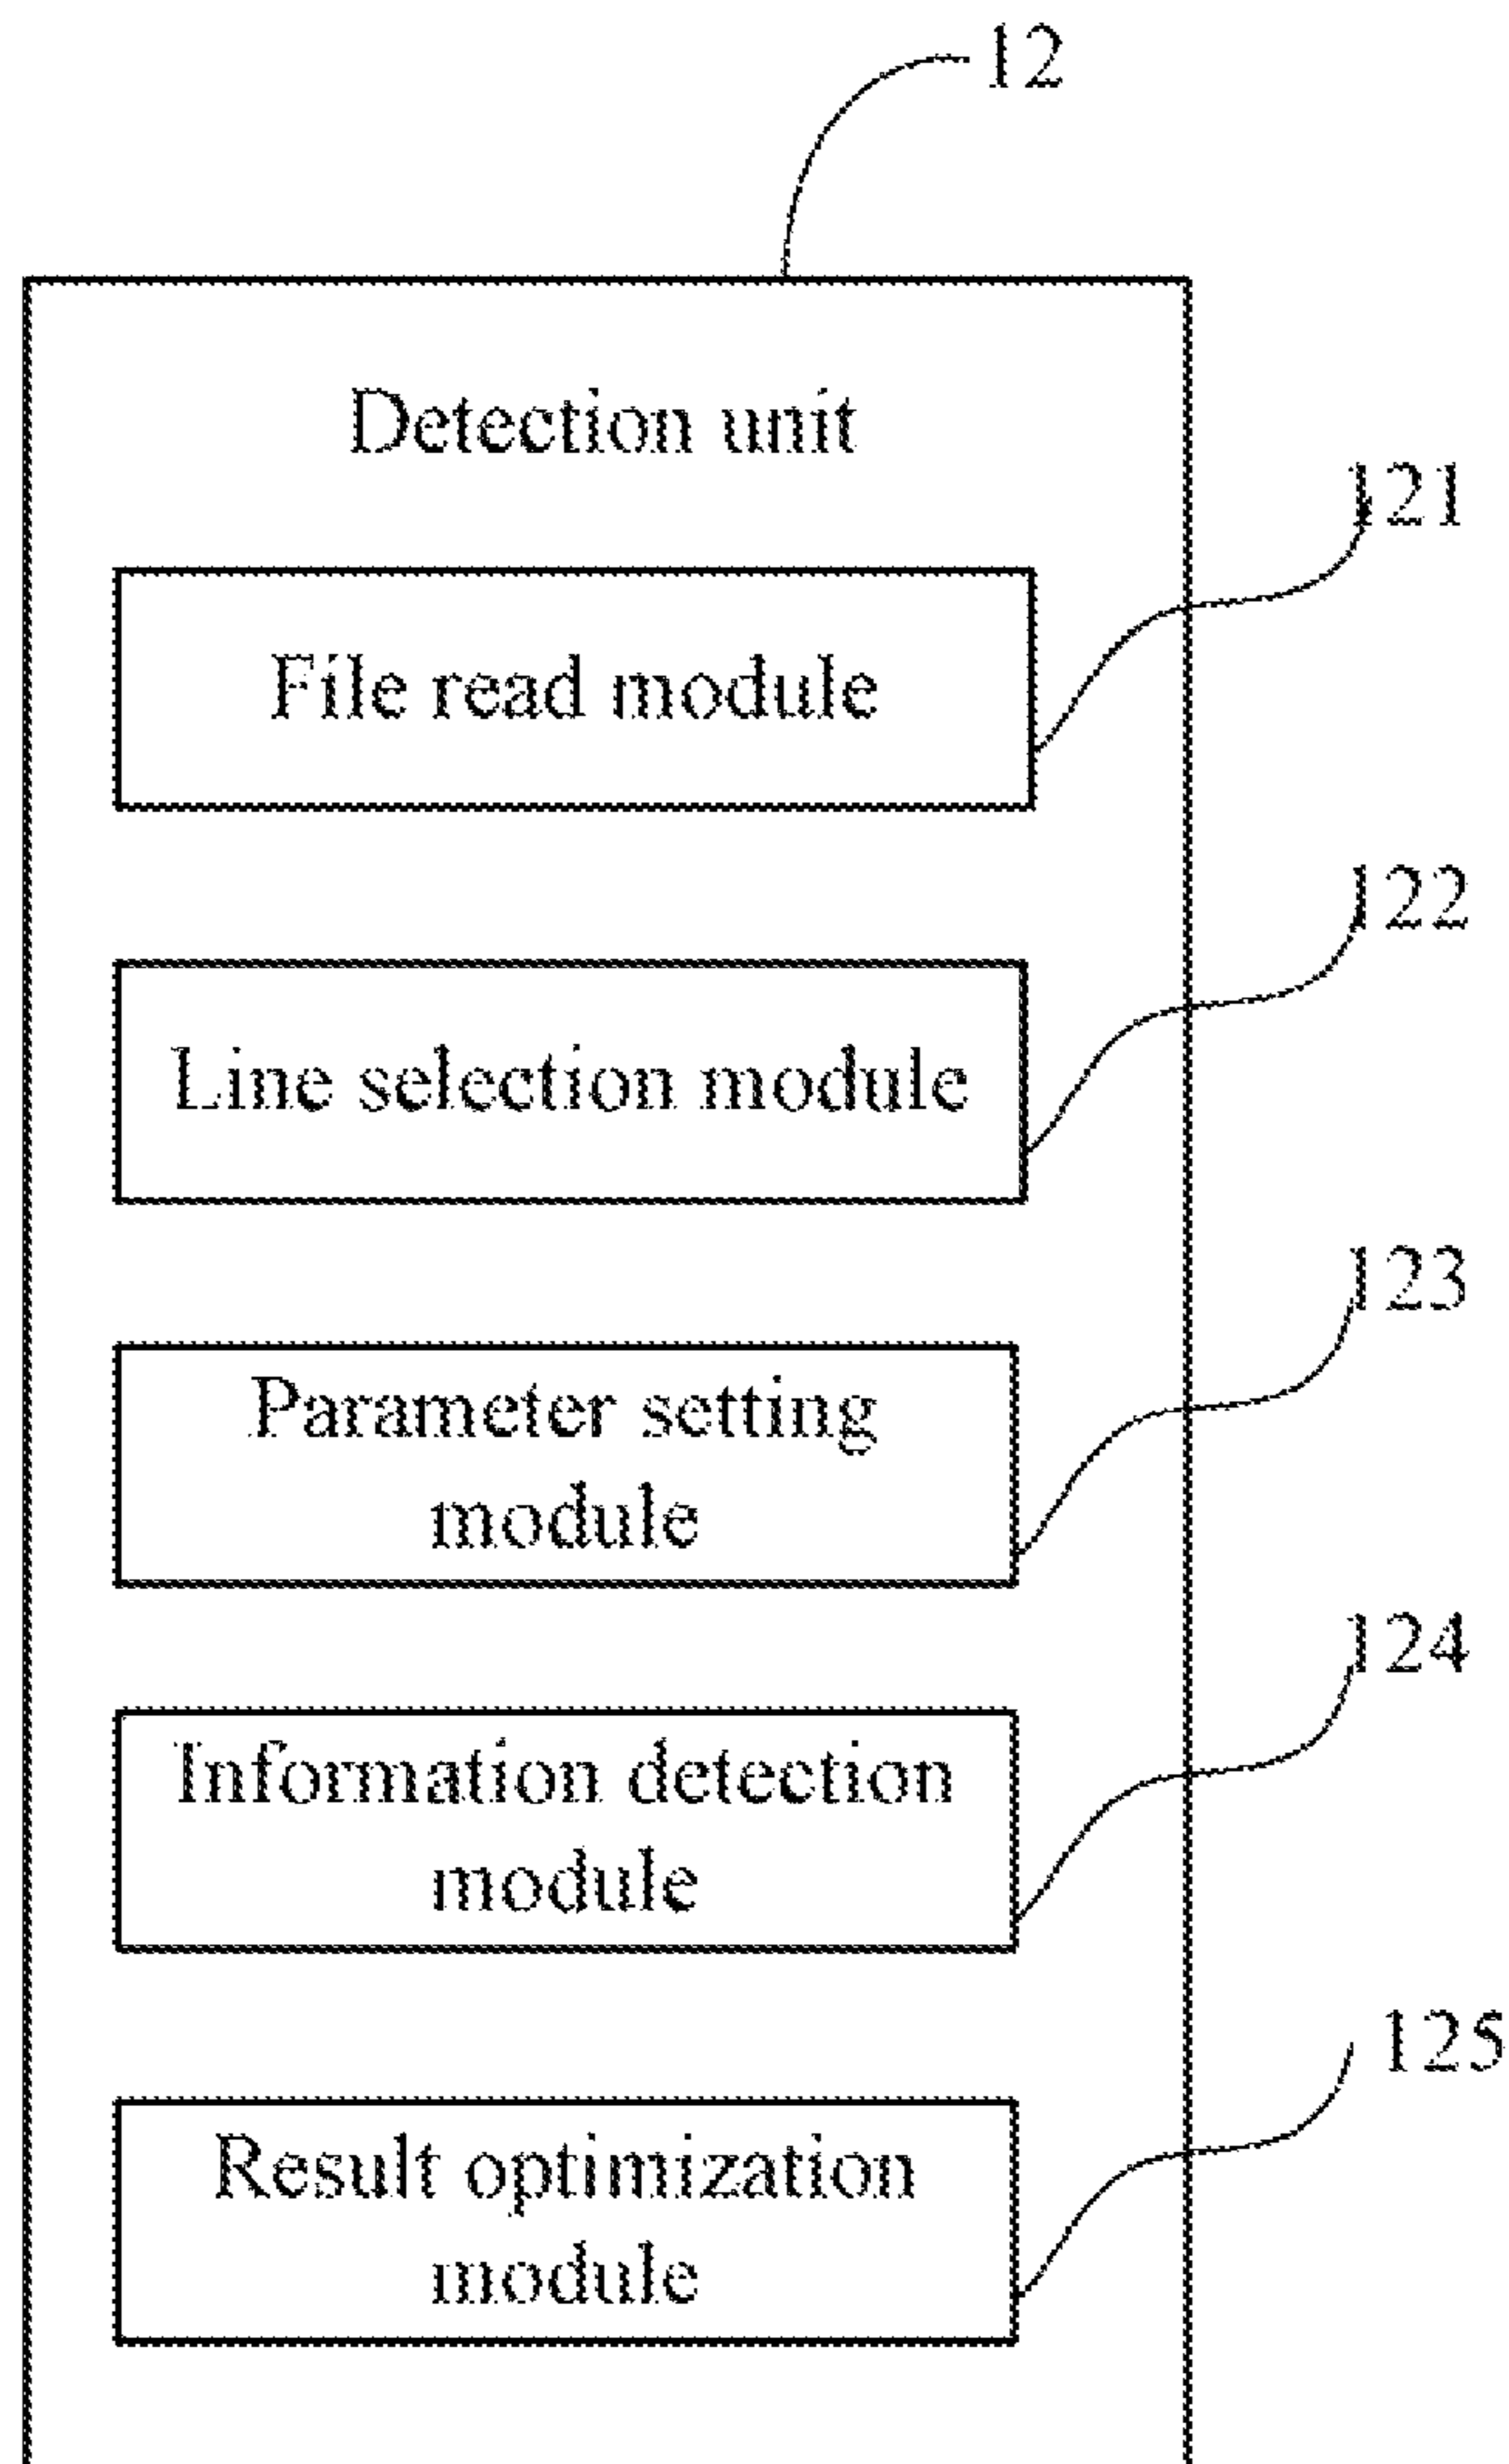 12
Detection unit
121
File read module
122
Line selection module
123
Parameter setting
module
124
Information detection
module
125
Result optimization
module